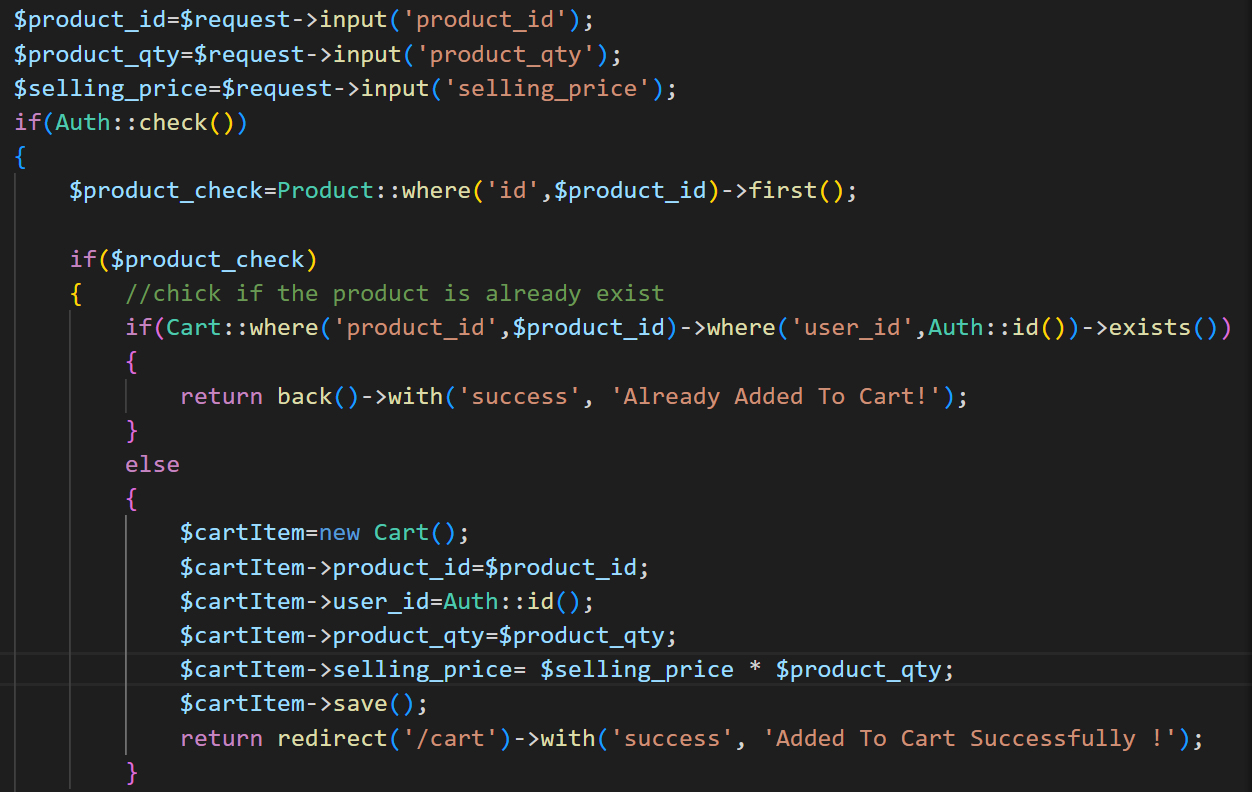 $product_id=$request->input('product_id');
$product_qty=$request->input('product_qty');
$selling_price=$request->input('selling_price');
if(Auth::check())
{
    $product_check=Product::where('id',$product_id)->first();

    if($product_check)
    {   //chick if the product is already exist
        if(Cart::where('product_id',$product_id)->where('user_id',Auth::id())->exists())
        {
            return back()->with('success', 'Already Added To Cart!');
        }
        else
        {
            $cartItem=new Cart();
            $cartItem->product_id=$product_id;
            $cartItem->user_id=Auth::id();
            $cartItem->product_qty=$product_qty;
            $cartItem->selling_price= $selling_price * $product_qty;
            $cartItem->save();
            return redirect('/cart')->with('success', 'Added To Cart Successfully !');
        }